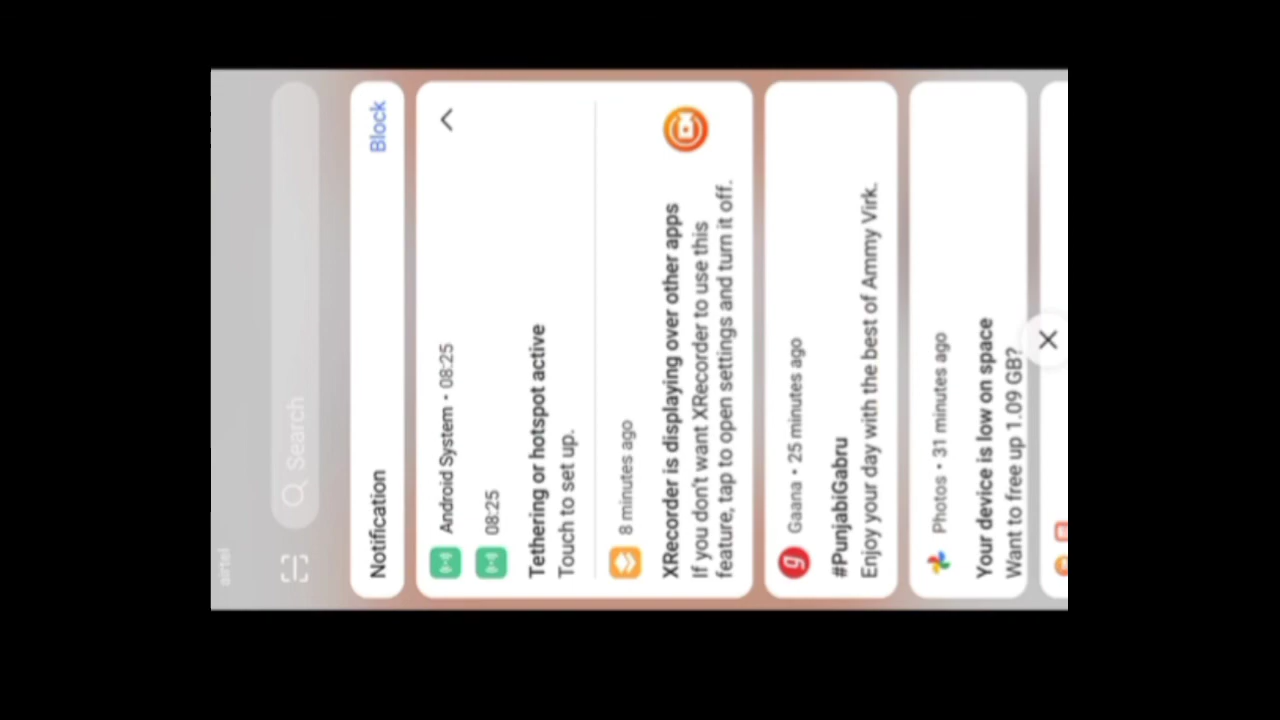 airtel
Search
Notification
Block
Android System • 08:25
08:25
Tethering or hotspot active
Touch to set up.
8 minutes ago
XRecorder is displaying over other apps
If you don't want XRecorder to use this
feature, tap to open settings and turn it off.
Gaana • 25 minutes ago
#PunjabiGabru
Enjoy your day with the best of Ammy Virk.
Photos • 31 minutes ago
Your device is low on space
Want to free up 1.09 GB?